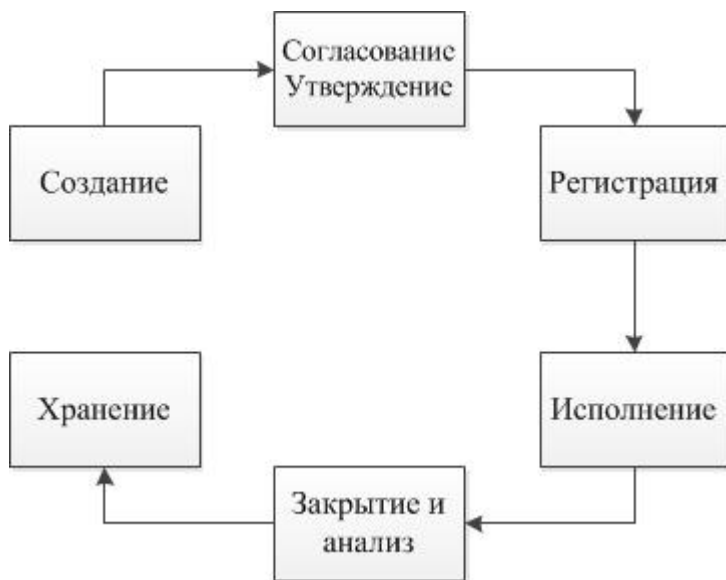 Создание
Согласование
Утверждение
Регистрация
Исполнение
Закрытие и
анализ
Хранение